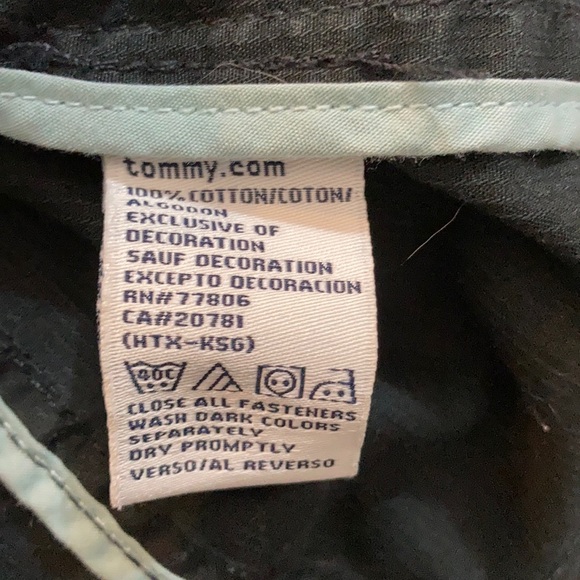 tommy.com
100% COTTON/COTON/
ALGODON
EXCLUSIVE OF
DECORATION
SAUF DECORATION
EXCEPTO DECORACION
RN#77806
CA#20781
(HTX-KSG)
40C
CLOSE ALL FASTENERS
WASH DARK COLORS
SEPARATELY
DRY PROMPTLY
VERSO/AL REVERSO